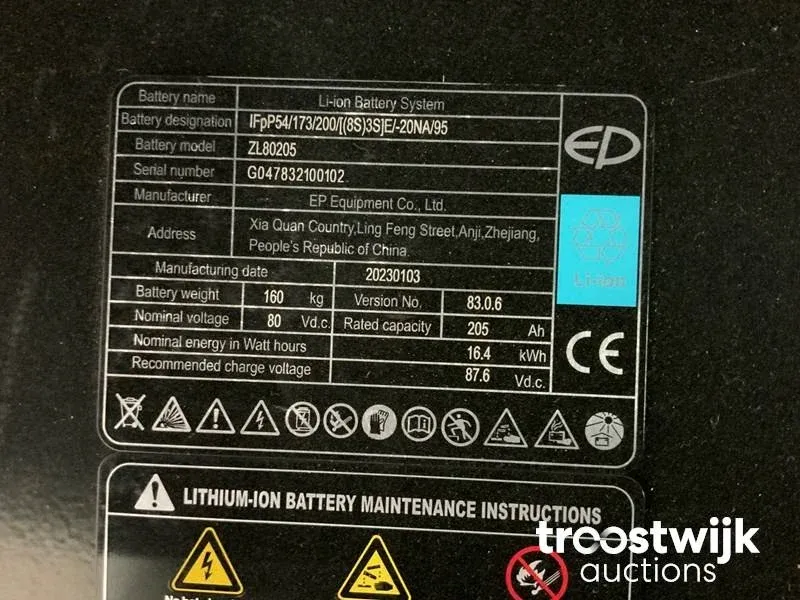 Battery name Li-ion Battery System
Battery designation IFpP54/173/200/[(8S)3S]E/-20NA/95
Battery model ZL80205
Serial number G047832100102
Manufacturer EP Equipment Co., Ltd.
Address Xia Quan Country,Ling Feng Street,Anji,Zhejiang,
People's Republic of China.
Manufacturing date 20230103
Battery weight 160 kg Version No. 83.0.6
Nominal voltage 80 Vd.c. Rated capacity 205 Ah
Nominal energy in Watt hours 16.4 kWh
Recommended charge voltage 87.6 Vd.c.
EP
Li-ion
CE
LITHIUM-ION BATTERY MAINTENANCE INSTRUCTIONS
troostwijk
auctions